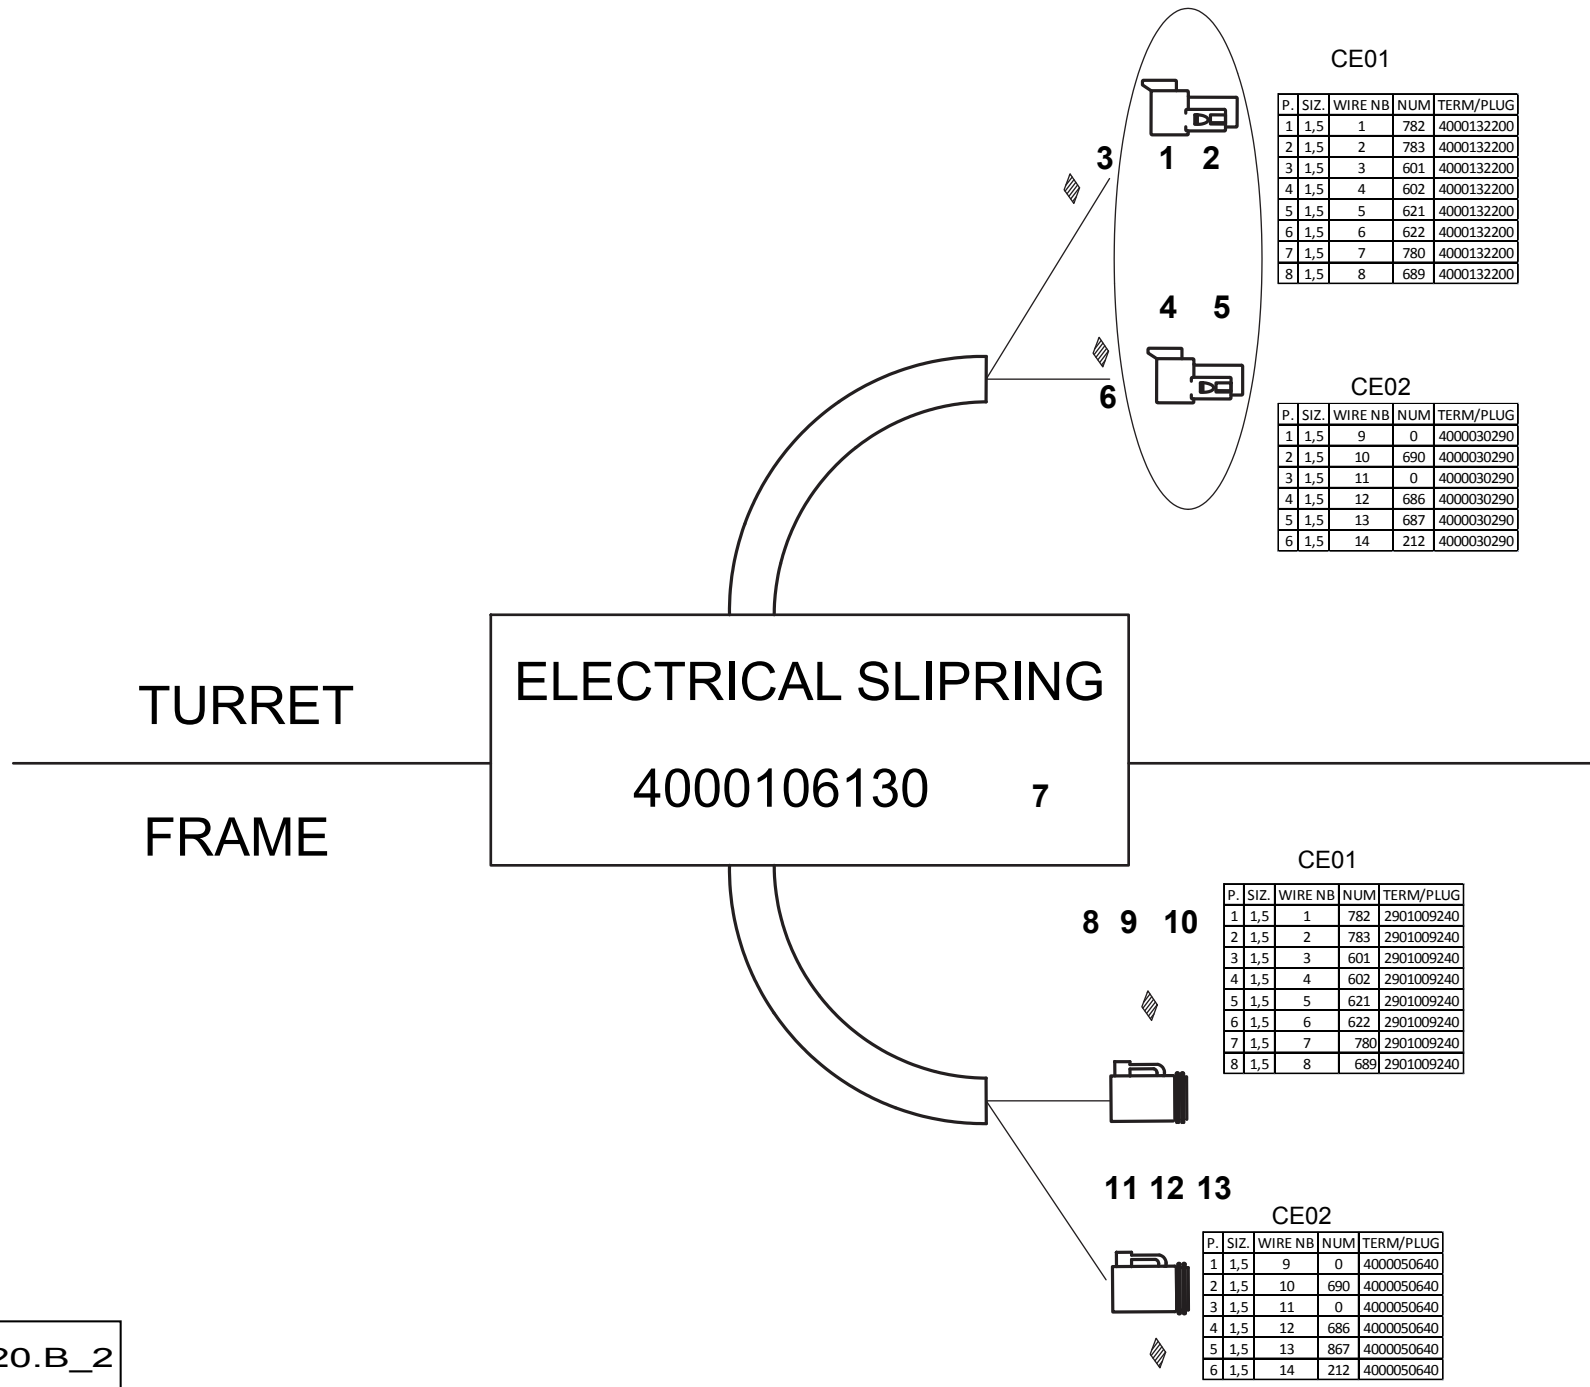 CE01
P. SIZ. WIRE NB NUM TERM/PLUG
1 1,5 1 782 4000132200
2 1,5 2 783 4000132200
3 1,5 3 601 4000132200
4 1,5 4 602 4000132200
5 1,5 5 621 4000132200
6 1,5 6 622 4000132200
7 1,5 7 780 4000132200
8 1,5 8 689 4000132200
3 1 2
4 5
6
CE02
P. SIZ. WIRE NB NUM TERM/PLUG
1 1,5 9 0 4000030290
2 1,5 10 690 4000030290
3 1,5 11 0 4000030290
4 1,5 12 686 4000030290
5 1,5 13 687 4000030290
6 1,5 14 212 4000030290
TURRET
ELECTRICAL SLIPRING
4000106130 7
FRAME
CE01
8 9 10
P. SIZ. WIRE NB NUM TERM/PLUG
1 1,5 1 782 2901009240
2 1,5 2 783 2901009240
3 1,5 3 601 2901009240
4 1,5 4 602 2901009240
5 1,5 5 621 2901009240
6 1,5 6 622 2901009240
7 1,5 7 780 2901009240
8 1,5 8 689 2901009240
11 12 13
CE02
P. SIZ. WIRE NB NUM TERM/PLUG
1 1,5 9 0 4000050640
2 1,5 10 690 4000050640
3 1,5 11 0 4000050640
4 1,5 12 686 4000050640
5 1,5 13 867 4000050640
6 1,5 14 212 4000050640
20.B_2